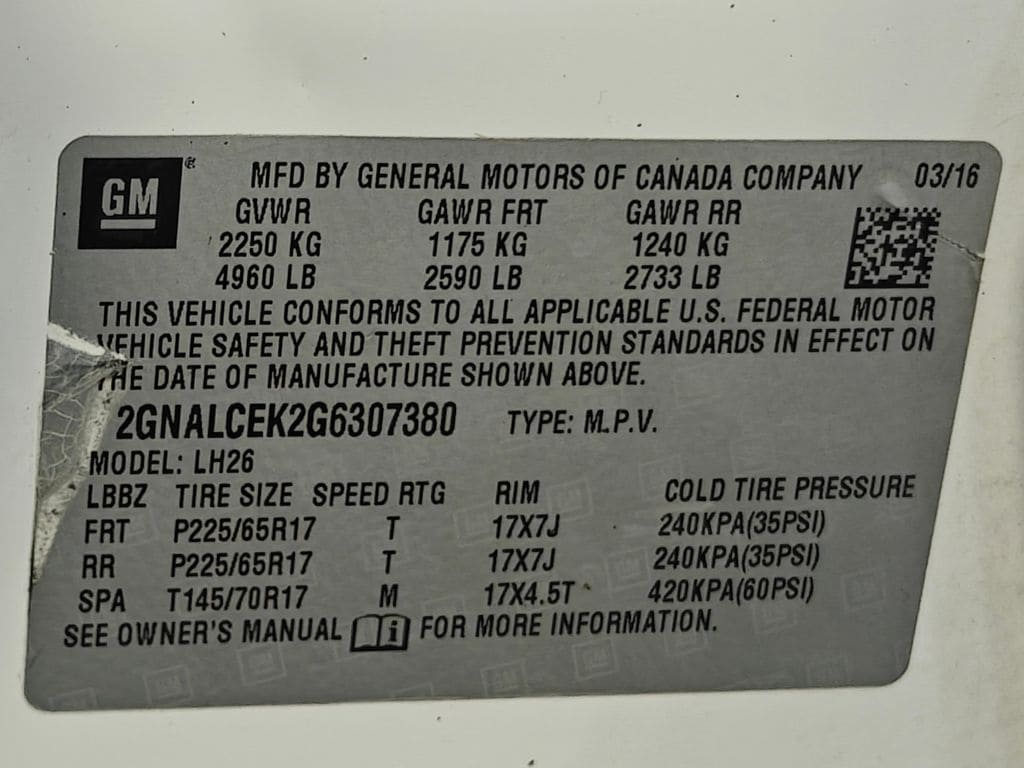 GM ®
MFD BY GENERAL MOTORS OF CANADA COMPANY 03/16
GVWR GAWR FRT GAWR RR
2250 KG 1175 KG 1240 KG
4960 LB 2590 LB 2733 LB
THIS VEHICLE CONFORMS TO ALL APPLICABLE U.S. FEDERAL MOTOR
VEHICLE SAFETY AND THEFT PREVENTION STANDARDS IN EFFECT ON
THE DATE OF MANUFACTURE SHOWN ABOVE.
2GNALCEK2G6307380 TYPE: M.P.V.
MODEL: LH26
LBBZ TIRE SIZE SPEED RTG RIM COLD TIRE PRESSURE
FRT P225/65R17 T 17X7J 240KPA(35PSI)
RR P225/65R17 T 17X7J 240KPA(35PSI)
SPA T145/70R17 M 17X4.5T 420KPA(60PSI)
SEE OWNER'S MANUAL i FOR MORE INFORMATION.